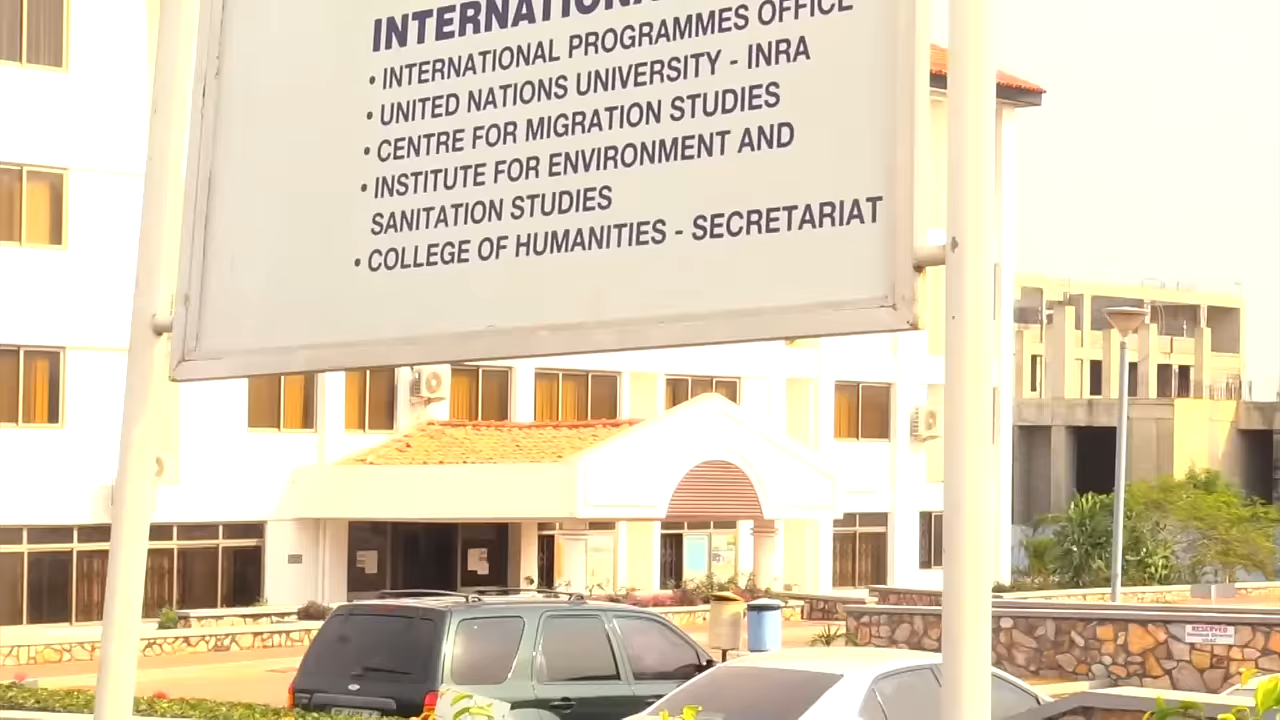 INTERNATIONAL
• INTERNATIONAL PROGRAMMES OFFICE
• UNITED NATIONS UNIVERSITY - INRA
• CENTRE FOR MIGRATION STUDIES
• INSTITUTE FOR ENVIRONMENT AND
SANITATION STUDIES
• COLLEGE OF HUMANITIES - SECRETARIAT
RESERVED